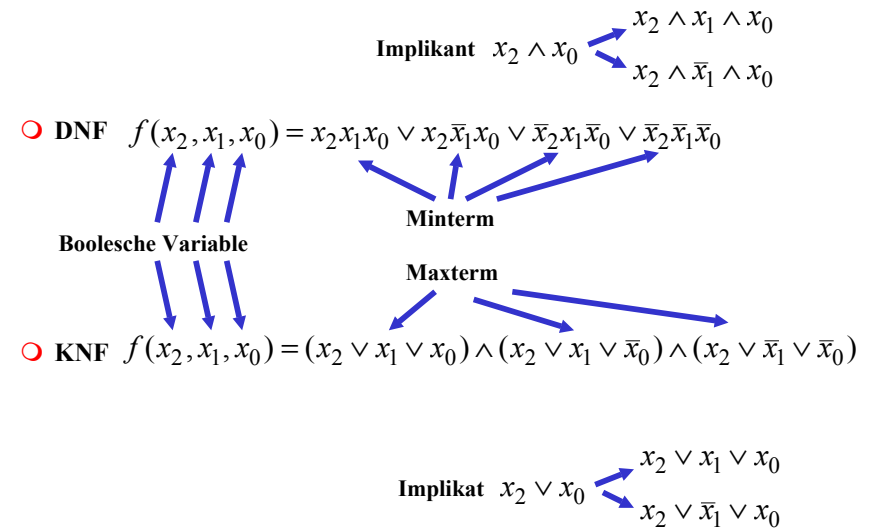 x₂ ∧ x₁ ∧ x₀
Implikant x₂ ∧ x₀
x₂ ∧ x̅₁ ∧ x₀
DNF f(x₂, x₁, x₀) = x₂x₁x₀ ∨ x₂x̅₁x₀ ∨ x̅₂x₁x̅₀ ∨ x̅₂x̅₁x̅₀
Minterm
Boolesche Variable
Maxterm
KNF f(x₂, x₁, x₀) = (x₂ ∨ x₁ ∨ x₀) ∧ (x₂ ∨ x₁ ∨ x̅₀) ∧ (x₂ ∨ x̅₁ ∨ x̅₀)
x₂ ∨ x₁ ∨ x₀
Implikat x₂ ∨ x₀
x₂ ∨ x̅₁ ∨ x₀